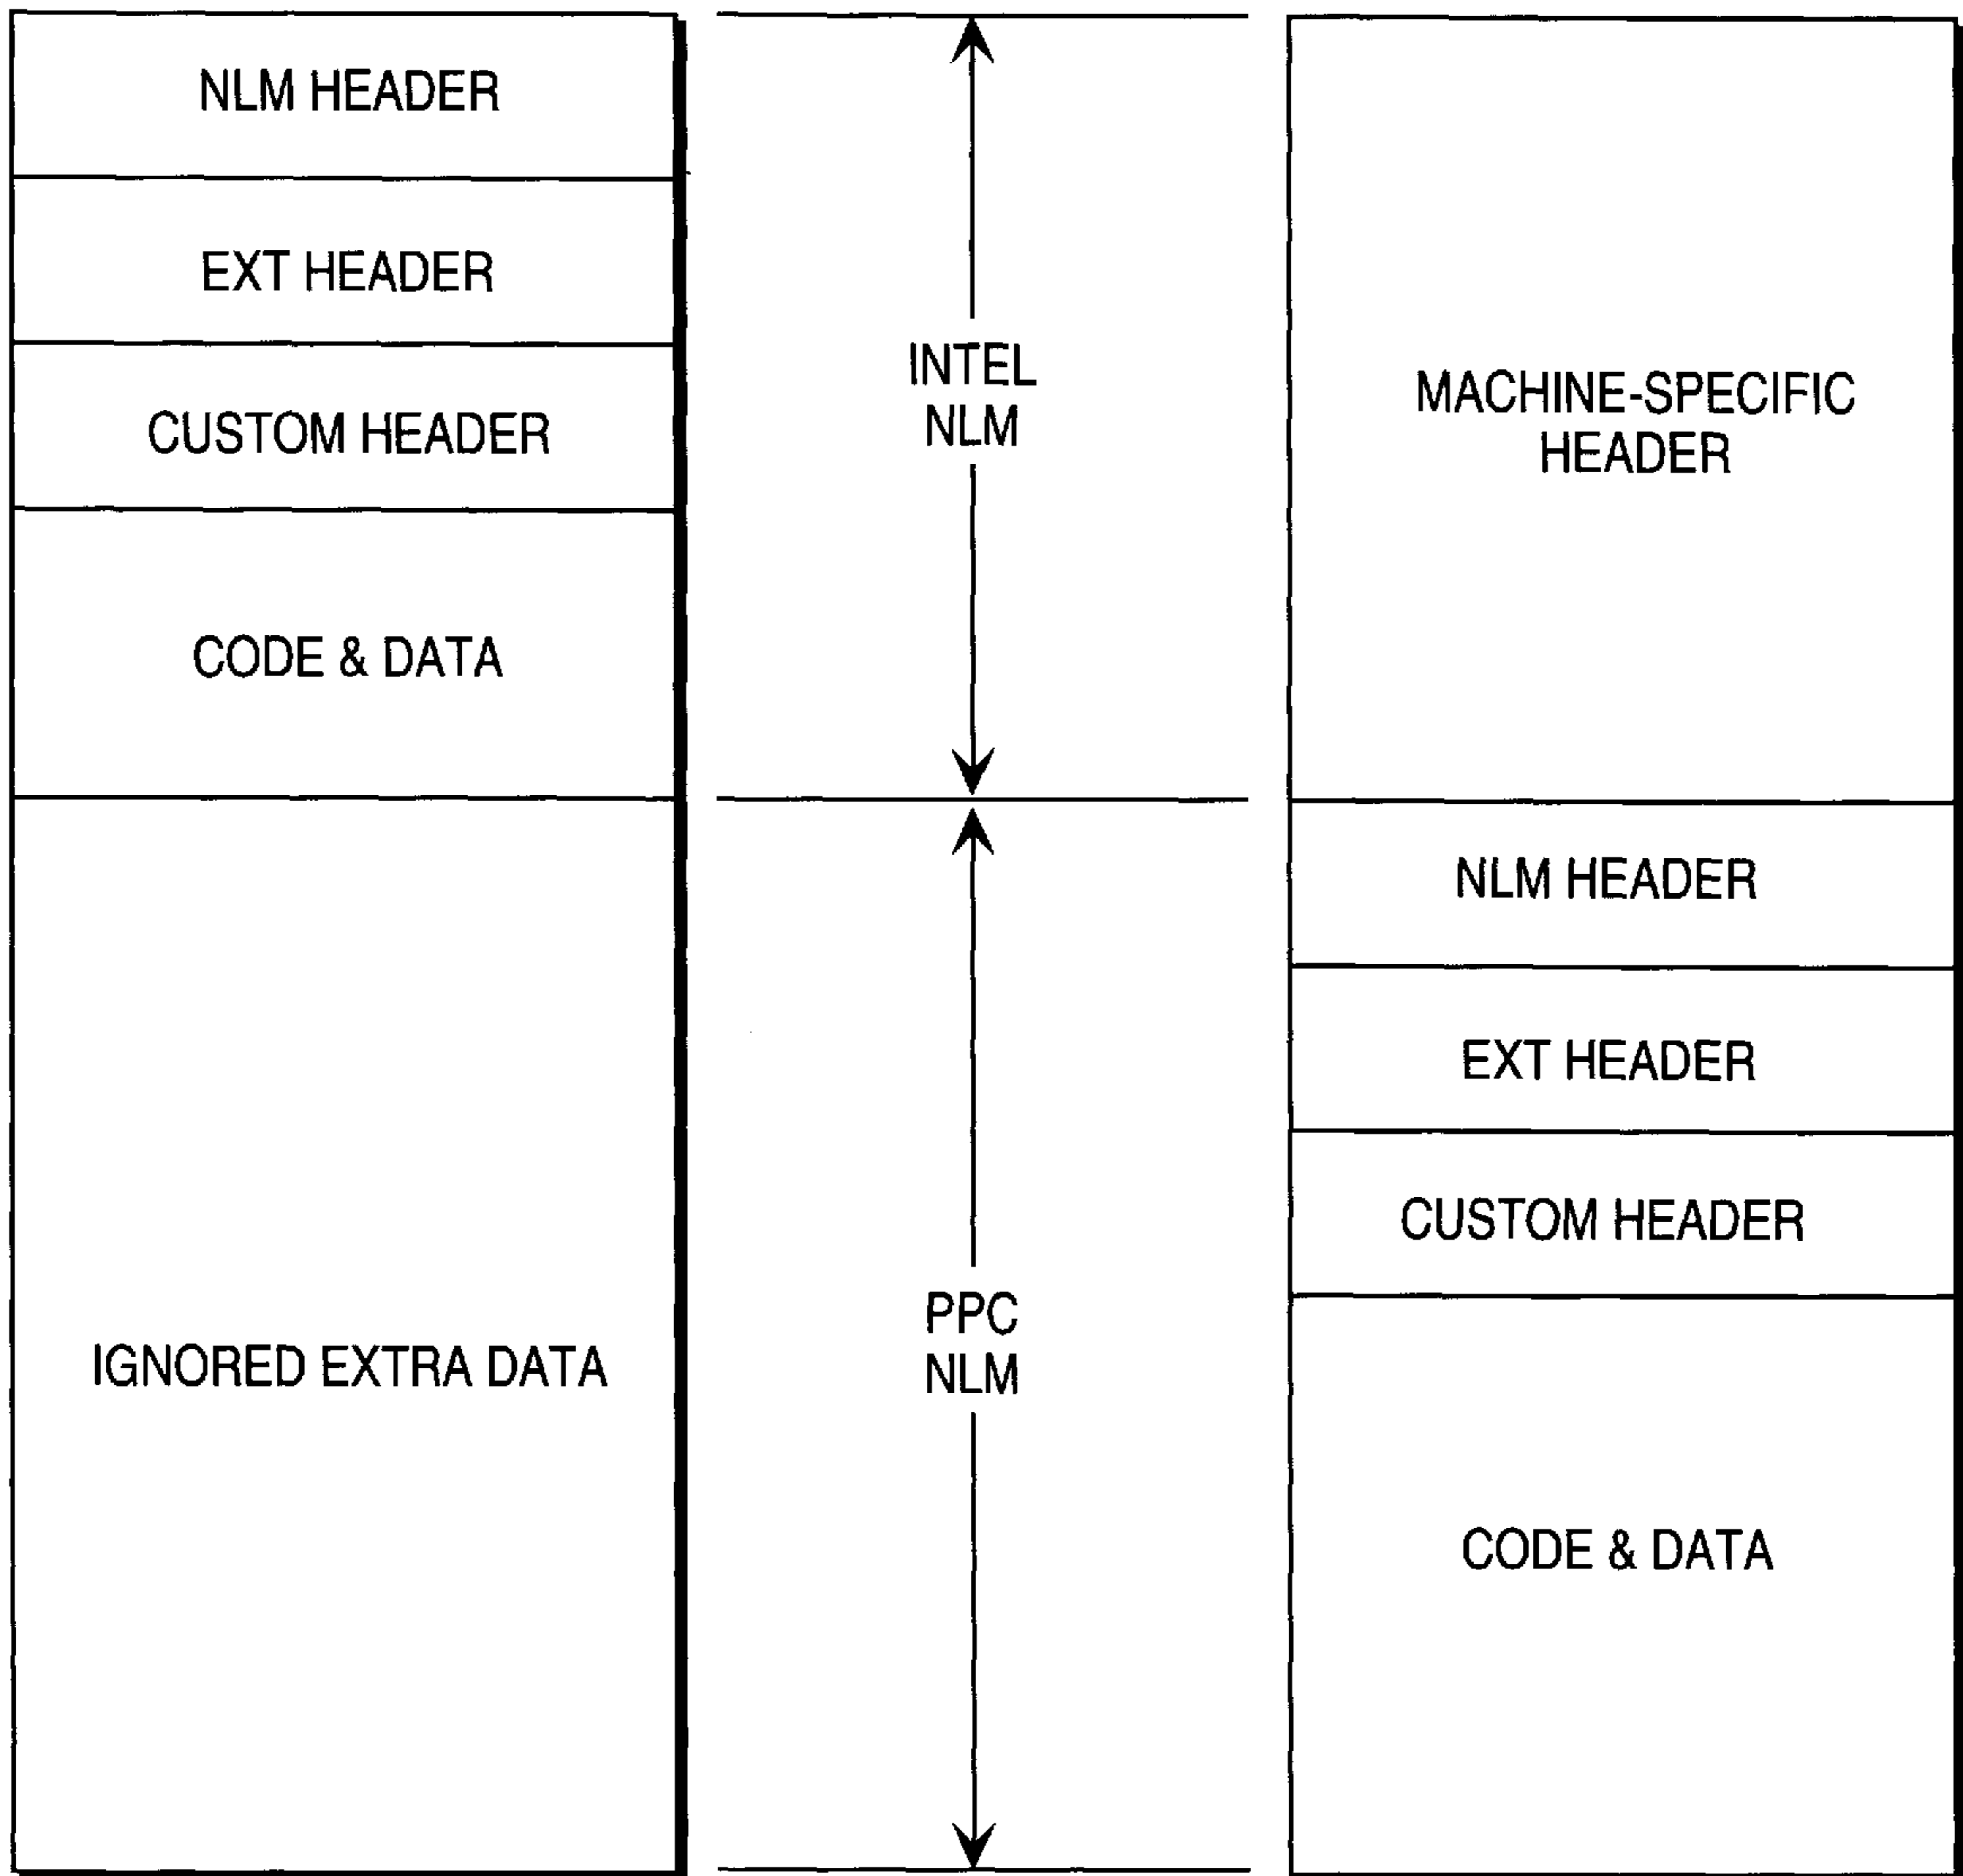 NLM HEADER
EXT HEADER
CUSTOM HEADER
CODE & DATA
IGNORED EXTRA DATA
INTEL
NLM
PPC
NLM
MACHINE-SPECIFIC
HEADER
NLM HEADER
EXT HEADER
CUSTOM HEADER
CODE & DATA